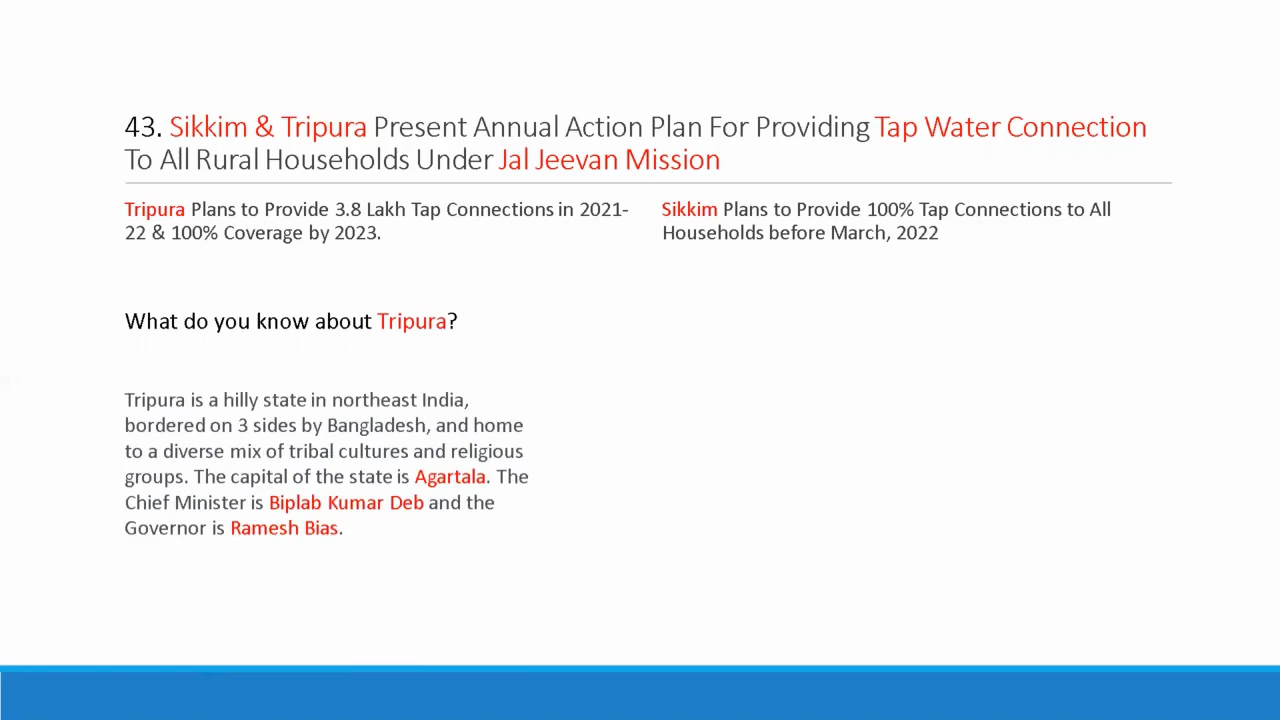 43. Sikkim & Tripura Present Annual Action Plan For Providing Tap Water Connection
To All Rural Households Under Jal Jeevan Mission
Tripura Plans to Provide 3.8 Lakh Tap Connections in 2021-
22 & 100% Coverage by 2023.
Sikkim Plans to Provide 100% Tap Connections to All
Households before March, 2022
What do you know about Tripura?
Tripura is a hilly state in northeast India,
bordered on 3 sides by Bangladesh, and home
to a diverse mix of tribal cultures and religious
groups. The capital of the state is Agartala. The
Chief Minister is Biplab Kumar Deb and the
Governor is Ramesh Bias.